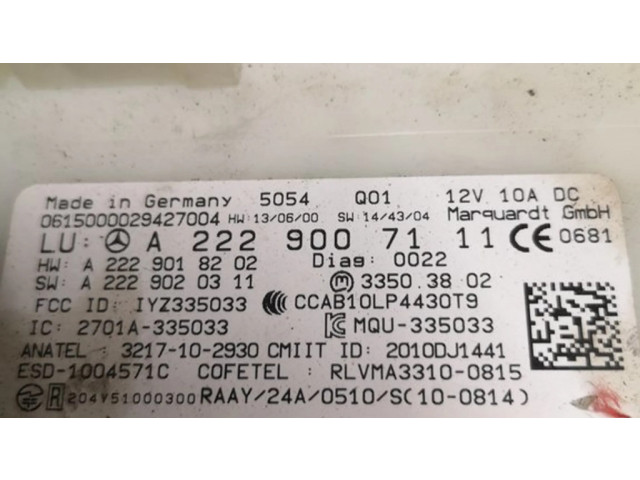 Made in Germany 5054 Q01 12V 10A DC
0615000029427004 HW:13/06/00 SW:14/43/04 Marquardt GmbH
LU: A 222 900 71 11 CE 0681
HW: A 222 901 82 02 Diag: 0022
SW: A 222 902 03 11 M 3350.3802
FCC ID: IYZ335033 CCC CCAB10LP4430T9
IC: 2701A-335033 MQU-335033
ANATEL: 3217-10-2930 CMIIT ID: 2010DJ1441
ESD-1004571C COFETEL: RLVMA3310-0815
R 204V51000300 RAAY/24A/0510/S(10-0814)